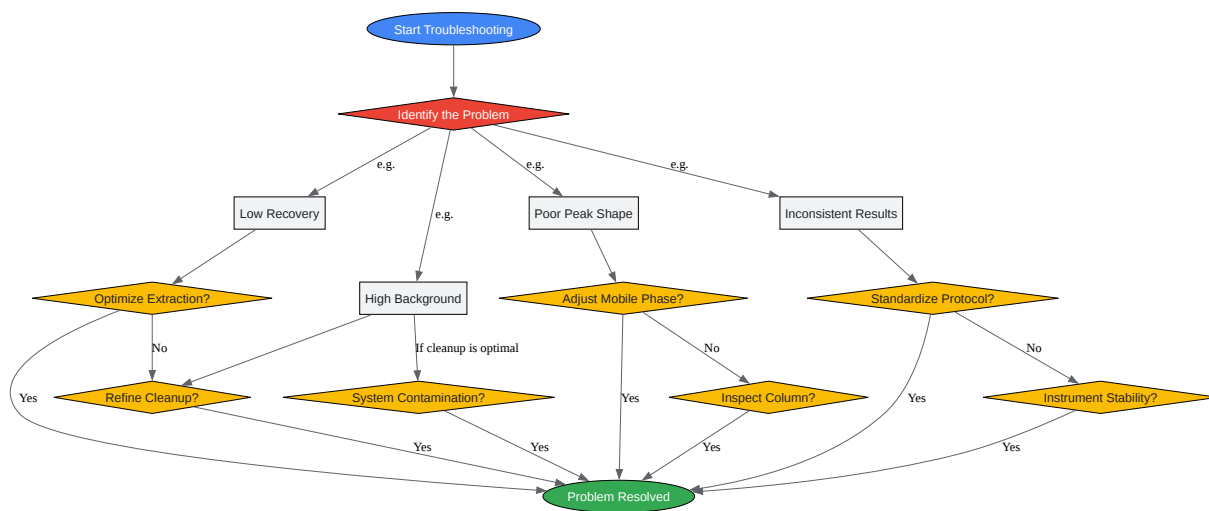 Start Troubleshooting
Identify the Problem
e.g.
e.g.
e.g.
e.g.
Low Recovery
Poor Peak Shape
Inconsistent Results
Optimize Extraction?
High Background
Adjust Mobile Phase?
Standardize Protocol?
No
If cleanup is optimal
No
No
Refine Cleanup?
System Contamination?
Inspect Column?
Instrument Stability?
Yes
Yes
Yes
Yes
Yes
Yes
Yes
Problem Resolved